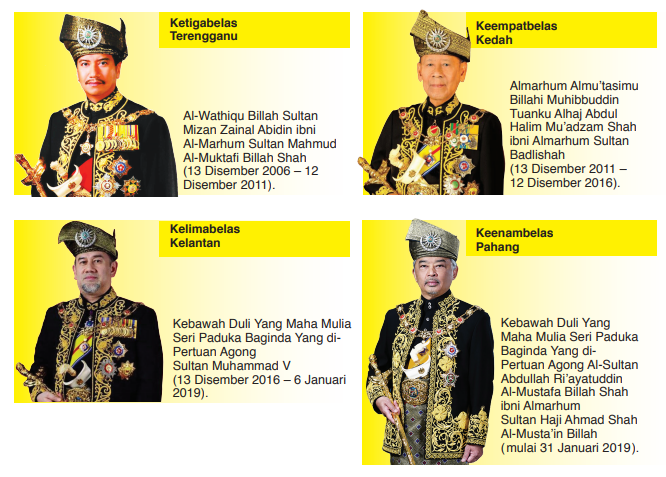 Ketigabelas
Terengganu
Al-Wathiqu Billah Sultan
Mizan Zainal Abidin ibni
Al-Marhum Sultan Mahmud
Al-Muktafi Billah Shah
(13 Disember 2006 – 12
Disember 2011).
Keempatbelas
Kedah
Almarhum Almu’tasimu
Billahi Muhibbuddin
Tuanku Alhaj Abdul
Halim Mu’adzam Shah
ibni Almarhum Sultan
Badlishah
(13 Disember 2011 –
12 Disember 2016).
Kelimabelas
Kelantan
Kebawah Duli Yang Maha Mulia
Seri Paduka Baginda Yang di-
Pertuan Agong
Sultan Muhammad V
(13 Disember 2016 – 6 Januari
2019).
Keenambelas
Pahang
Kebawah Duli Yang
Maha Mulia Seri Paduka
Baginda Yang di-
Pertuan Agong Al-Sultan
Abdullah Ri’ayatuddin
Al-Mustafa Billah Shah
ibni Almarhum
Sultan Haji Ahmad Shah
Al-Musta’in Billah
(mulai 31 Januari 2019).